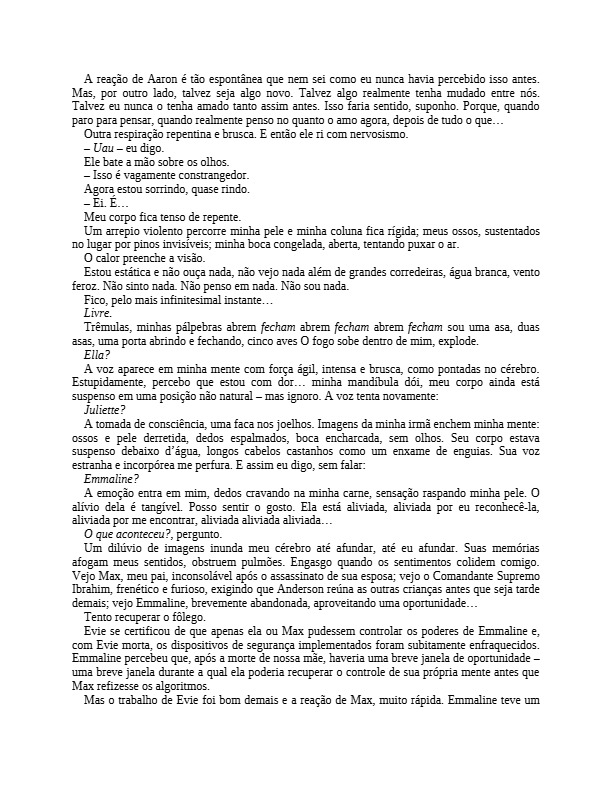 A reação de Aaron é tão espontânea que nem sei como eu nunca havia percebido isso antes.
Mas, por outro lado, talvez seja algo novo. Talvez algo realmente tenha mudado entre nós.
Talvez eu nunca o tenha amado tanto assim antes. Isso faria sentido, suponho. Porque, quando
paro para pensar, quando realmente penso no quanto o amo agora, depois de tudo o que…
Outra respiração repentina e brusca. E então ele ri com nervosismo.
– Uau – eu digo.
Ele bate a mão sobre os olhos.
– Isso é vagamente constrangedor.
Agora estou sorrindo, quase rindo.
– Ei. É…
Meu corpo fica tenso de repente.
Um arrepio violento percorre minha pele e minha coluna fica rígida; meus ossos, sustentados
no lugar por pinos invisíveis; minha boca congelada, aberta, tentando puxar o ar.
O calor preenche a visão.
Estou estática e não ouça nada, não vejo nada além de grandes corredeiras, água branca, vento
feroz. Não sinto nada. Não penso em nada. Não sou nada.
Fico, pelo mais infinitesimal instante…
Livre.
Trêmulas, minhas pálpebras abrem fecham abrem fecham abrem fecham sou uma asa, duas
asas, uma porta abrindo e fechando, cinco aves O fogo sobe dentro de mim, explode.
Ella?
A voz aparece em minha mente com força ágil, intensa e brusca, como pontadas no cérebro.
Estupidamente, percebo que estou com dor… minha mandíbula dói, meu corpo ainda está
suspenso em uma posição não natural – mas ignoro. A voz tenta novamente:
Juliette?
A tomada de consciência, uma faca nos joelhos. Imagens da minha irmã enchem minha mente:
ossos e pele derretida, dedos espalmados, boca encharcada, sem olhos. Seu corpo estava
suspenso debaixo d’água, longos cabelos castanhos como um enxame de enguias. Sua voz
estranha e incorpórea me perfura. E assim eu digo, sem falar:
Emmaline?
A emoção entra em mim, dedos cravando na minha carne, sensação raspando minha pele. O
alívio dela é tangível. Posso sentir o gosto. Ela está aliviada, aliviada por eu reconhecê-la,
aliviada por me encontrar, aliviada aliviada aliviada…
O que aconteceu?, pergunto.
Um dilúvio de imagens inunda meu cérebro até afundar, até eu afundar. Suas memórias
afogam meus sentidos, obstruem pulmões. Engasgo quando os sentimentos colidem comigo.
Vejo Max, meu pai, inconsolável após o assassinato de sua esposa; vejo o Comandante Supremo
Ibrahim, frenético e furioso, exigindo que Anderson reúna as outras crianças antes que seja tarde
demais; vejo Emmaline, brevemente abandonada, aproveitando uma oportunidade…
Tento recuperar o fôlego.
Evie se certificou de que apenas ela ou Max pudessem controlar os poderes de Emmaline e,
com Evie morta, os dispositivos de segurança implementados foram subitamente enfraquecidos.
Emmaline percebeu que, após a morte de nossa mãe, haveria uma breve janela de oportunidade –
uma breve janela durante a qual ela poderia recuperar o controle de sua própria mente antes que
Max refizesse os algoritmos.
Mas o trabalho de Evie foi bom demais e a reação de Max, muito rápida. Emmaline teve um